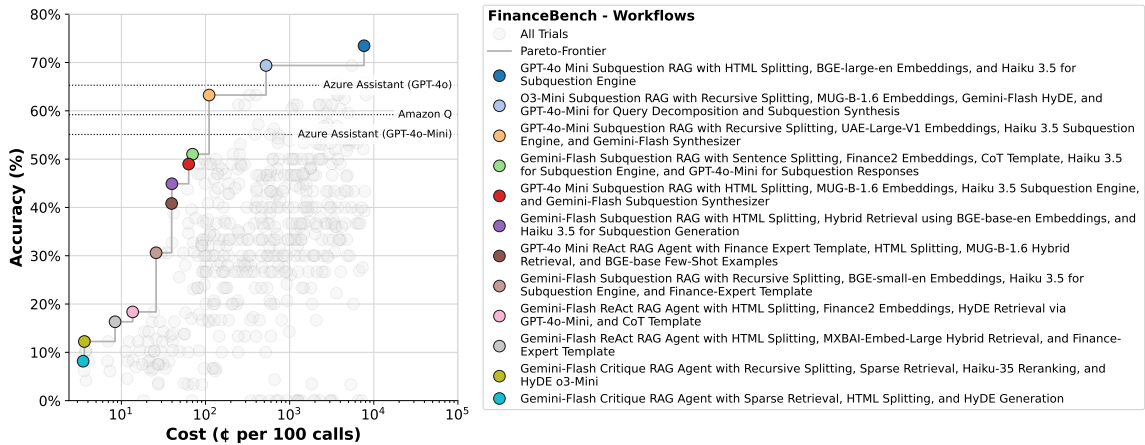 80%
70%
60%
50%
40%
30%
20%
10%
0%
Accuracy (%)
Azure Assistant (GPT-4o)
Amazon Q
Azure Assistant (GPT-4o-Mini)
10¹
10²
10³
10⁴
10⁵
Cost (¢ per 100 calls)
FinanceBench - Workflows
All Trials
Pareto-Frontier
GPT-4o Mini Subquestion RAG with HTML Splitting, BGE-large-en Embeddings, and Haiku 3.5 for
Subquestion Engine
O3-Mini Subquestion RAG with Recursive Splitting, MUG-B-1.6 Embeddings, Gemini-Flash HyDE, and
GPT-4o-Mini for Query Decomposition and Subquestion Synthesis
GPT-4o-Mini Subquestion RAG with Recursive Splitting, UAE-Large-V1 Embeddings, Haiku 3.5 Subquestion
Engine, and Gemini-Flash Synthesizer
Gemini-Flash Subquestion RAG with Sentence Splitting, Finance2 Embeddings, CoT Template, Haiku 3.5
for Subquestion Engine, and GPT-4o-Mini for Subquestion Responses
GPT-4o Mini Subquestion RAG with HTML Splitting, MUG-B-1.6 Embeddings, Haiku 3.5 Subquestion Engine,
and Gemini-Flash Subquestion Synthesizer
Gemini-Flash Subquestion RAG with HTML Splitting, Hybrid Retrieval using BGE-base-en Embeddings, and
Haiku 3.5 for Subquestion Generation
GPT-4o Mini ReAct RAG Agent with Finance Expert Template, HTML Splitting, MUG-B-1.6 Hybrid
Retrieval, and BGE-base Few-Shot Examples
Gemini-Flash Subquestion RAG with Recursive Splitting, BGE-small-en Embeddings, Haiku 3.5 for
Subquestion Engine, and Finance-Expert Template
Gemini-Flash ReAct RAG Agent with HTML Splitting, Finance2 Embeddings, HyDE Retrieval via
GPT-4o-Mini, and CoT Template
Gemini-Flash ReAct RAG Agent with HTML Splitting, MXBAI-Embed-Large Hybrid Retrieval, and Finance-
Expert Template
Gemini-Flash Critique RAG Agent with Recursive Splitting, Sparse Retrieval, Haiku-35 Reranking, and
HyDE o3-Mini
Gemini-Flash Critique RAG Agent with Sparse Retrieval, HTML Splitting, and HyDE Generation